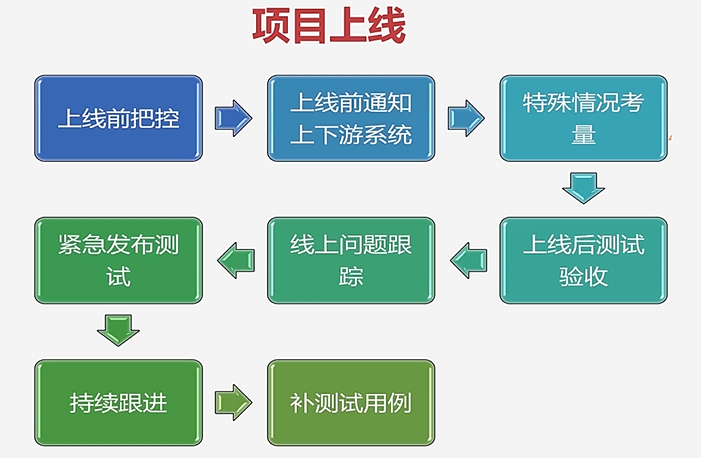 项目上线
上线前把控
上线前通知
上下游系统
特殊情况考
量
上线后测试
验收
线上问题跟
踪
紧急发布测
试
持续跟进
补测试用例